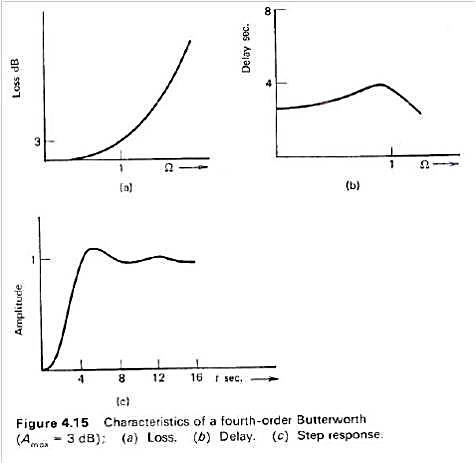 Loss dB
3
1
Ω
(a)
Delay sec.
8
4
1
Ω
(b)
Amplitude
1
4
8
12
16
t sec.
(c)
Figure 4.15 Characteristics of a fourth-order Butterworth
(Amax = 3 dB); (a) Loss. (b) Delay. (c) Step response.